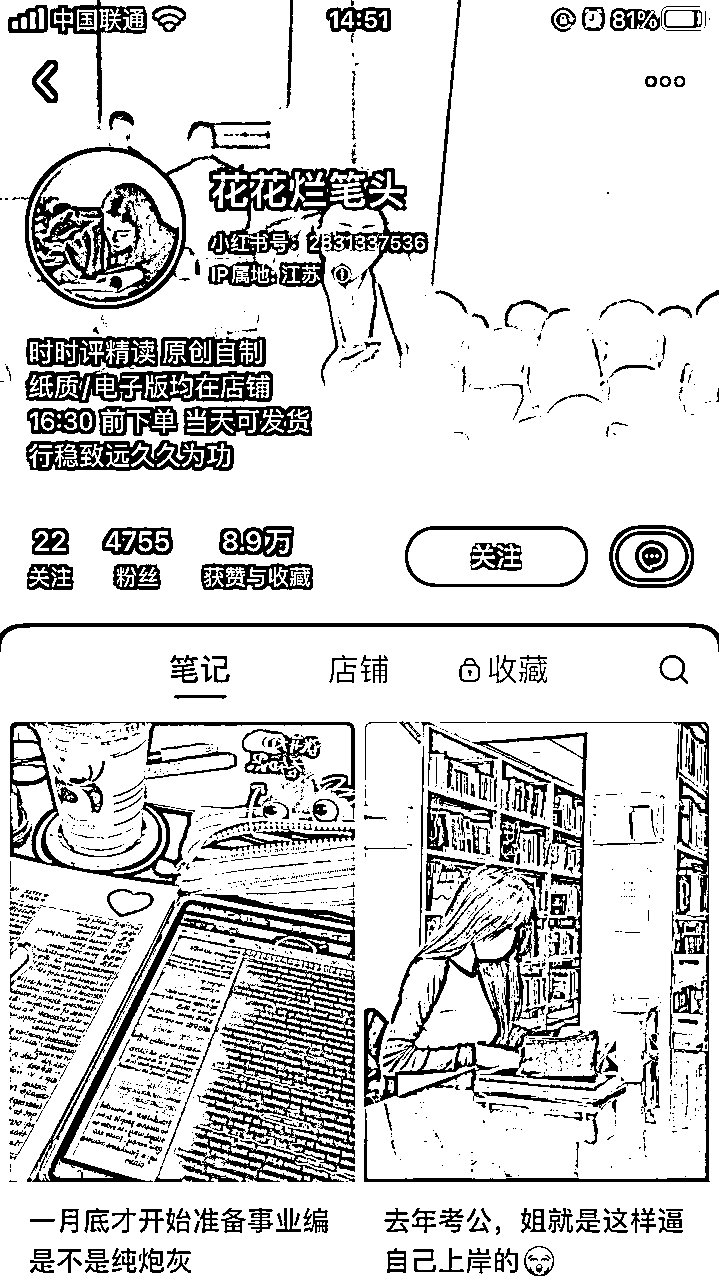 中国联通 14:51 81%
花花烂笔头
小红书号：2831337536
IP属地：江苏
时时评精读 原创自制
纸质/电子版均在店铺
16:30 前下单 当天可发货
行稳致远久久为功
22 4755 8.9万
关注 粉丝 获赞与收藏 关注
笔记 店铺 收藏
一月底才开始准备事业编
是不是纯炮灰
去年考公，姐就是这样逼
自己上岸的